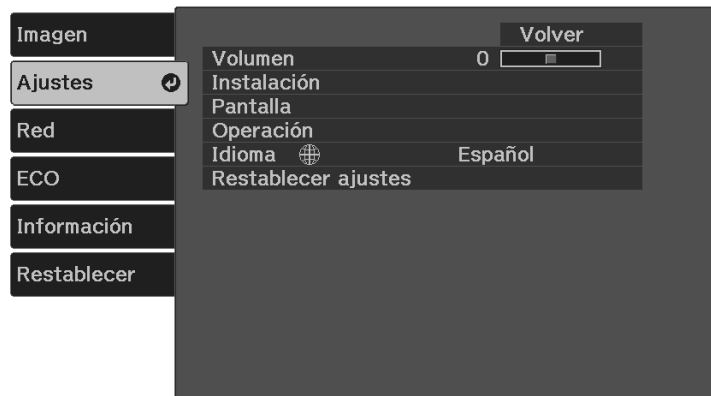 Imagen
Ajustes
Red
ECO
Información
Restablecer
Volver
Volumen 0
Instalación
Pantalla
Operación
Idioma Español
Restablecer ajustes